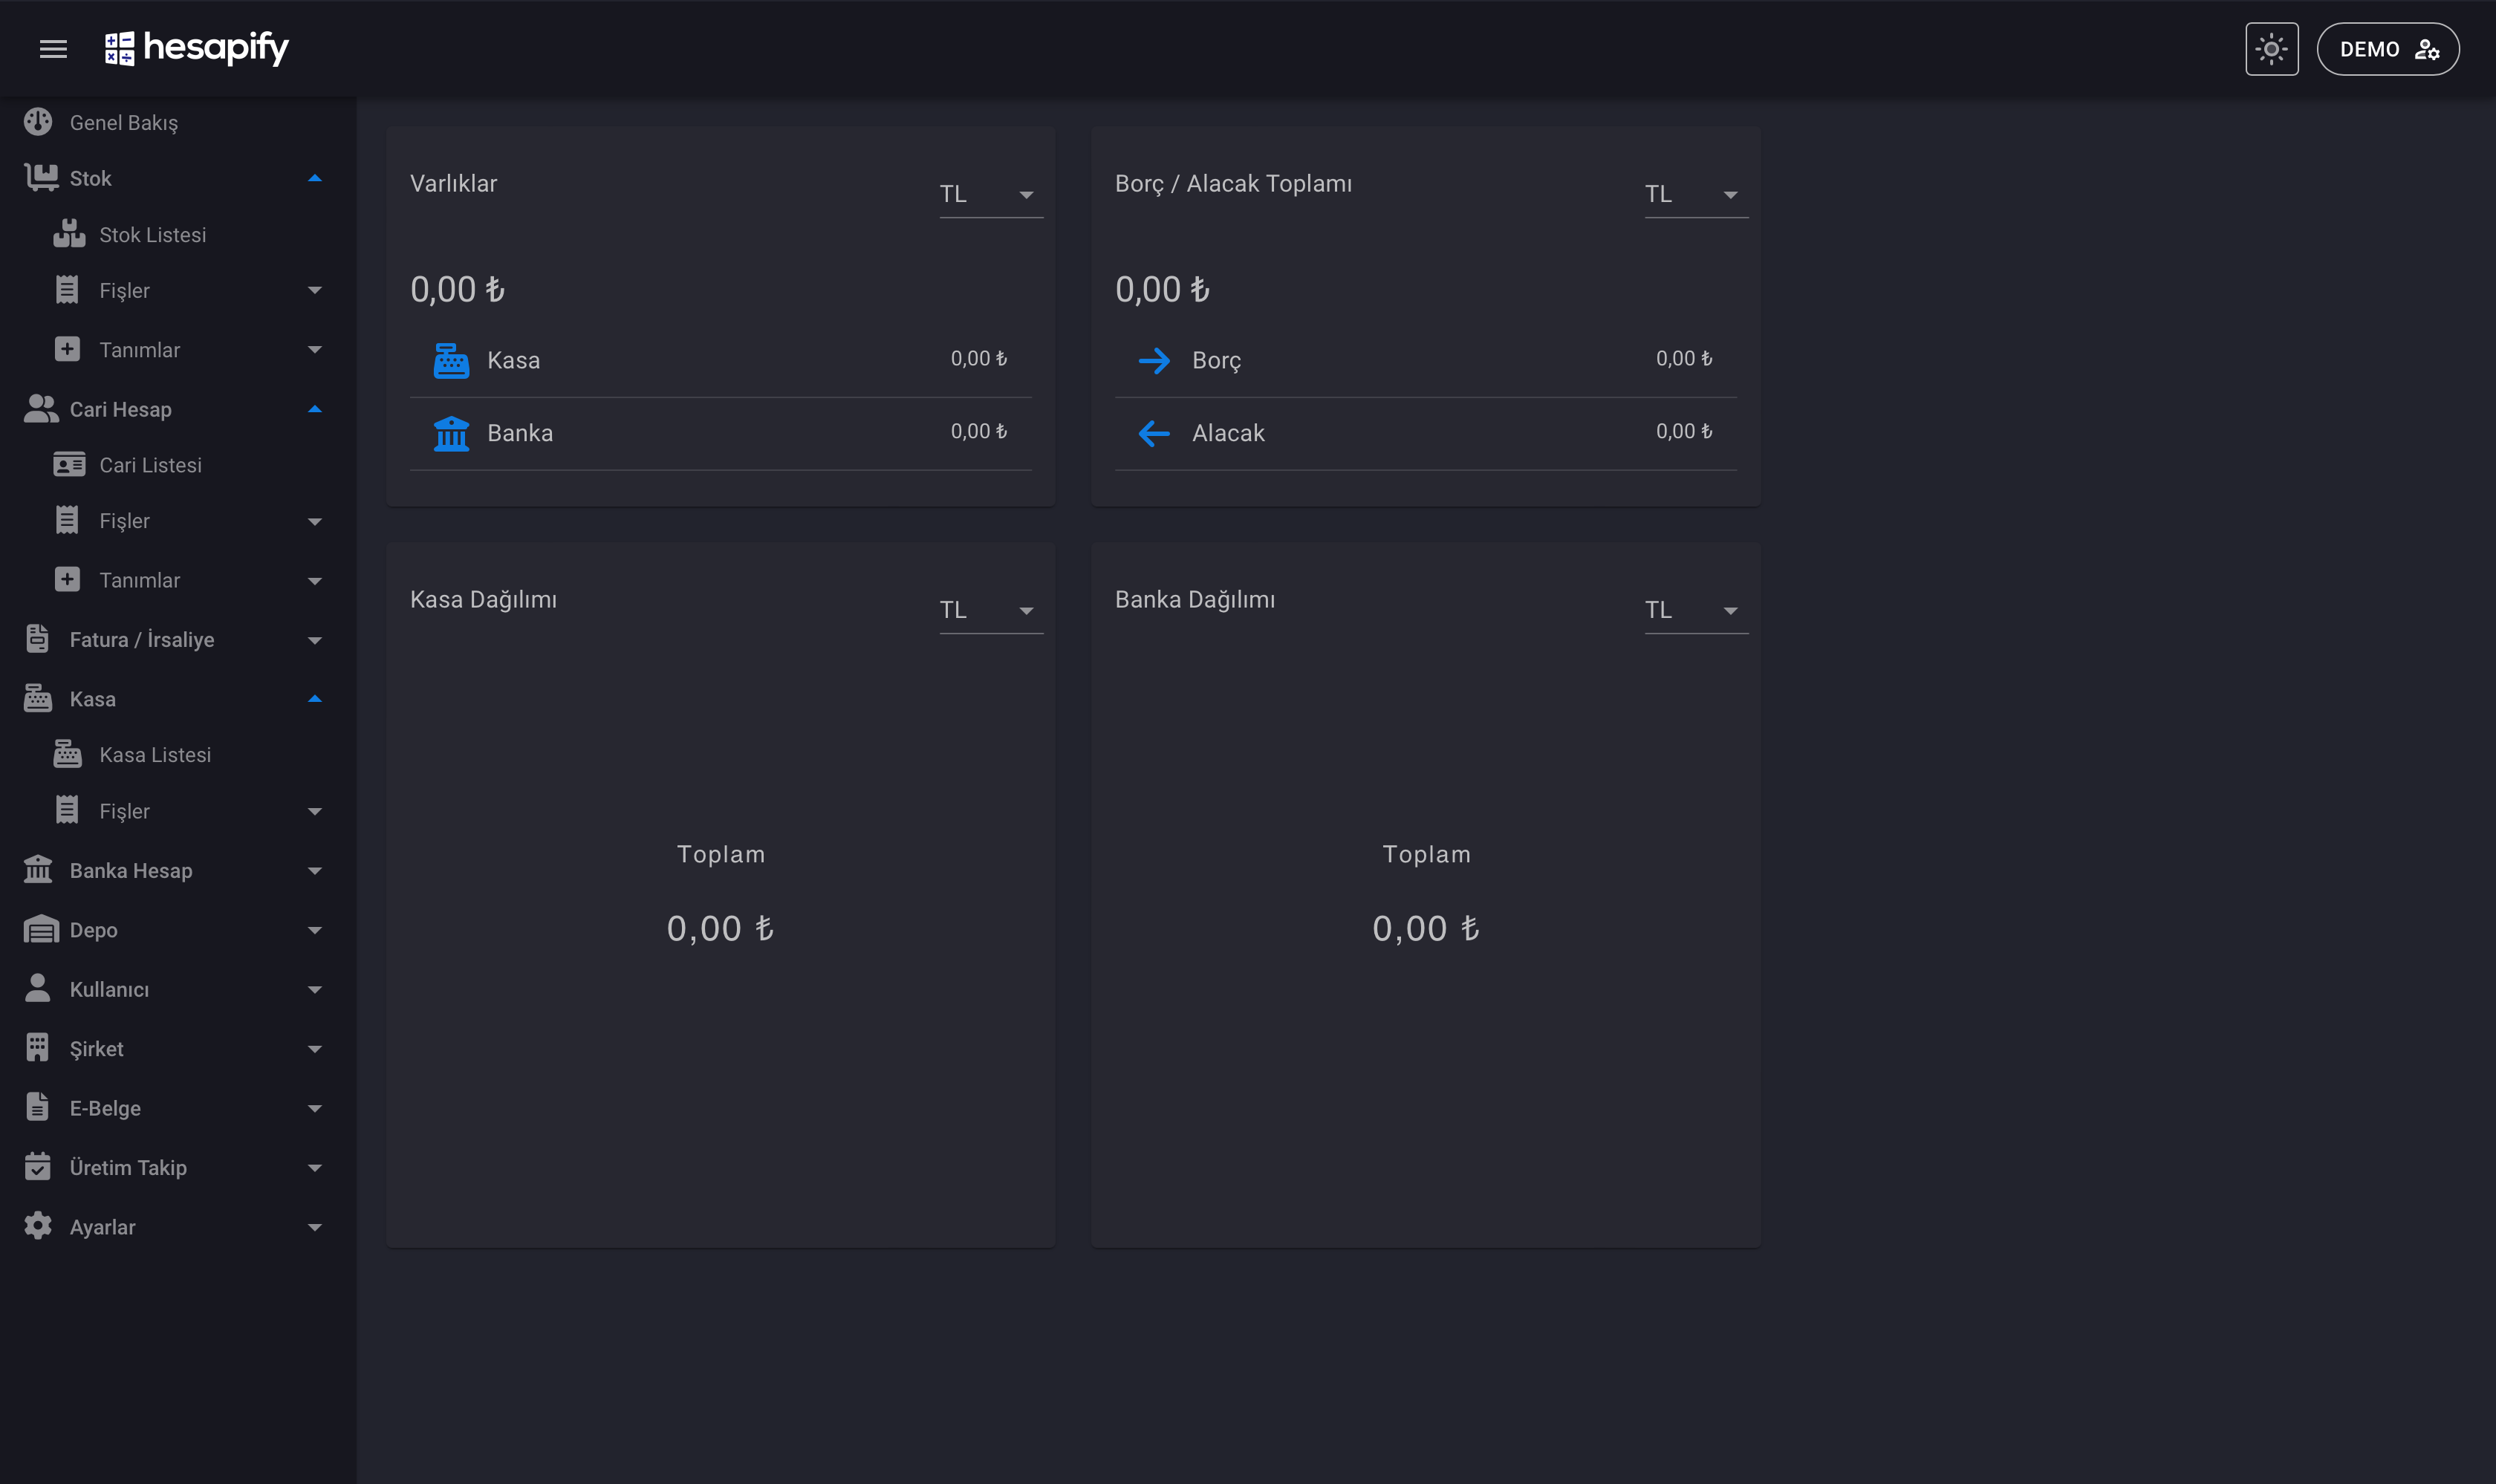 hesapify
DEMO
Genel Bakış
Stok
Stok Listesi
Fişler
Tanımlar
Cari Hesap
Cari Listesi
Fişler
Tanımlar
Fatura / İrsaliye
Kasa
Kasa Listesi
Fişler
Banka Hesap
Depo
Kullanıcı
Şirket
E-Belge
Üretim Takip
Ayarlar
Varlıklar
TL
0,00 ₺
Kasa 0,00 ₺
Banka 0,00 ₺
Borç / Alacak Toplamı
TL
0,00 ₺
Borç 0,00 ₺
Alacak 0,00 ₺
Kasa Dağılımı
TL
Toplam
0,00 ₺
Banka Dağılımı
TL
Toplam
0,00 ₺